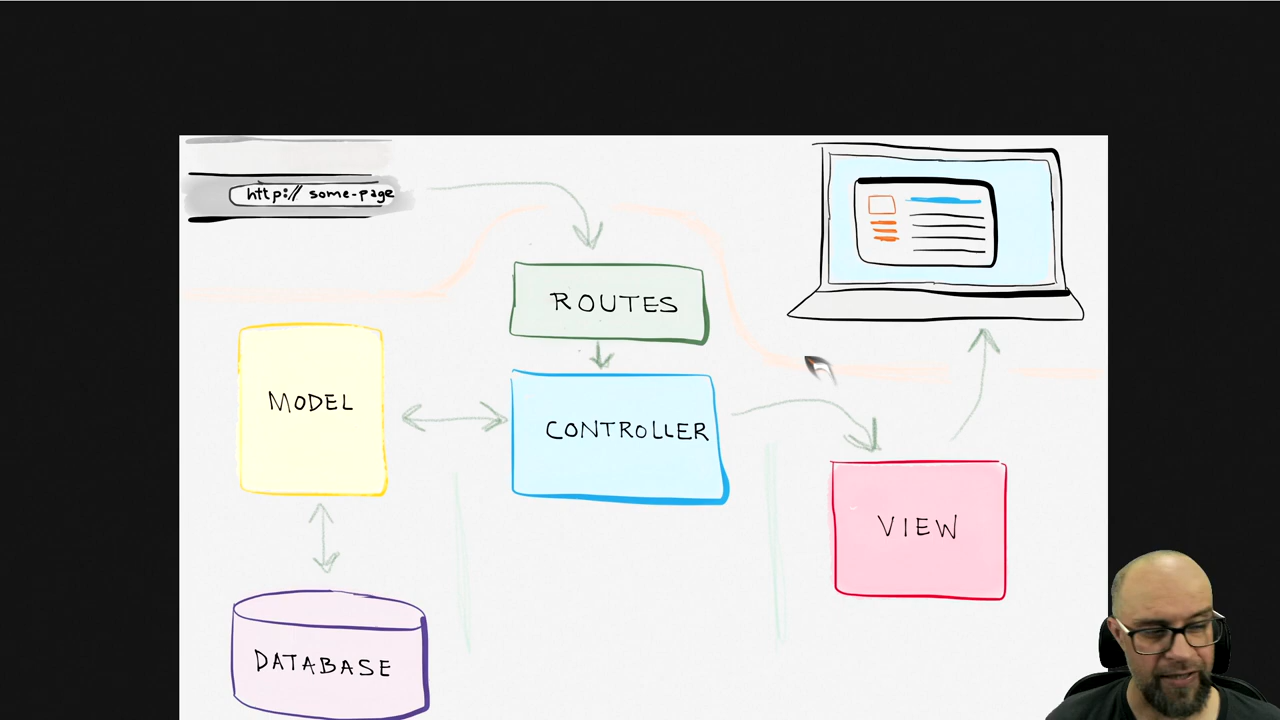 http:// some-page
ROUTES
MODEL
CONTROLLER
VIEW
DATABASE